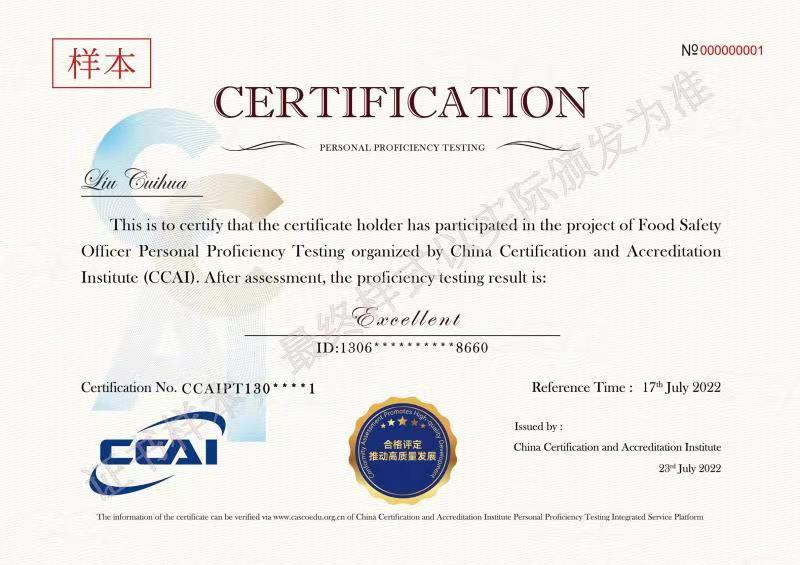 样本
№000000001
CERTIFICATION
PERSONAL PROFICIENCY TESTING
Liu Cuihua
This is to certify that the certificate holder has participated in the project of Food Safety
Officer Personal Proficiency Testing organized by China Certification and Accreditation
Institute (CCAI). After assessment, the proficiency testing result is:
Excellent
ID:1306**********8660
Certification No. CCAIPT130****1
Reference Time : 17th July 2022
CCAI
Conformity Assessment Promotes High-quality Development
合格评定
推动高质量发展
Issued by :
China Certification and Accreditation Institute
23rd July 2022
The information of the certificate can be verified via www.cascoedu.org.cn of China Certification and Accreditation Institute Personal Proficiency Testing Integrated Service Platform
证书样本，最终样式以实际颁发为准
CCAI